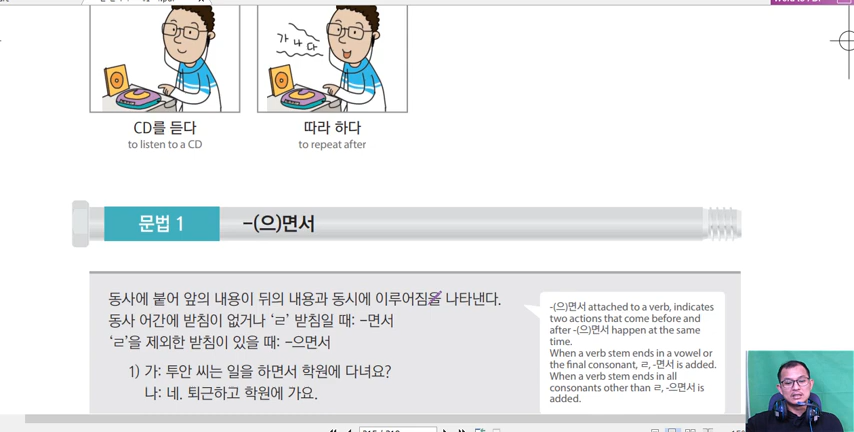 가 나 다
CD를 듣다
to listen to a CD
따라 하다
to repeat after
문법 1
-(으)면서
동사에 붙어 앞의 내용이 뒤의 내용과 동시에 이루어짐을 나타낸다.
동사 어간에 받침이 없거나 ‘ㄹ’ 받침일 때: -면서
‘ㄹ’을 제외한 받침이 있을 때: -으면서
1) 가: 투안 씨는 일을 하면서 학원에 다녀요?
나: 네. 퇴근하고 학원에 가요.
-(으)면서 attached to a verb, indicates
two actions that come before and
after -(으)면서 happen at the same
time.
When a verb stem ends in a vowel or
the final consonant, ㄹ, -면서 is added.
When a verb stem ends in all
consonants other than ㄹ, -으면서 is
added.